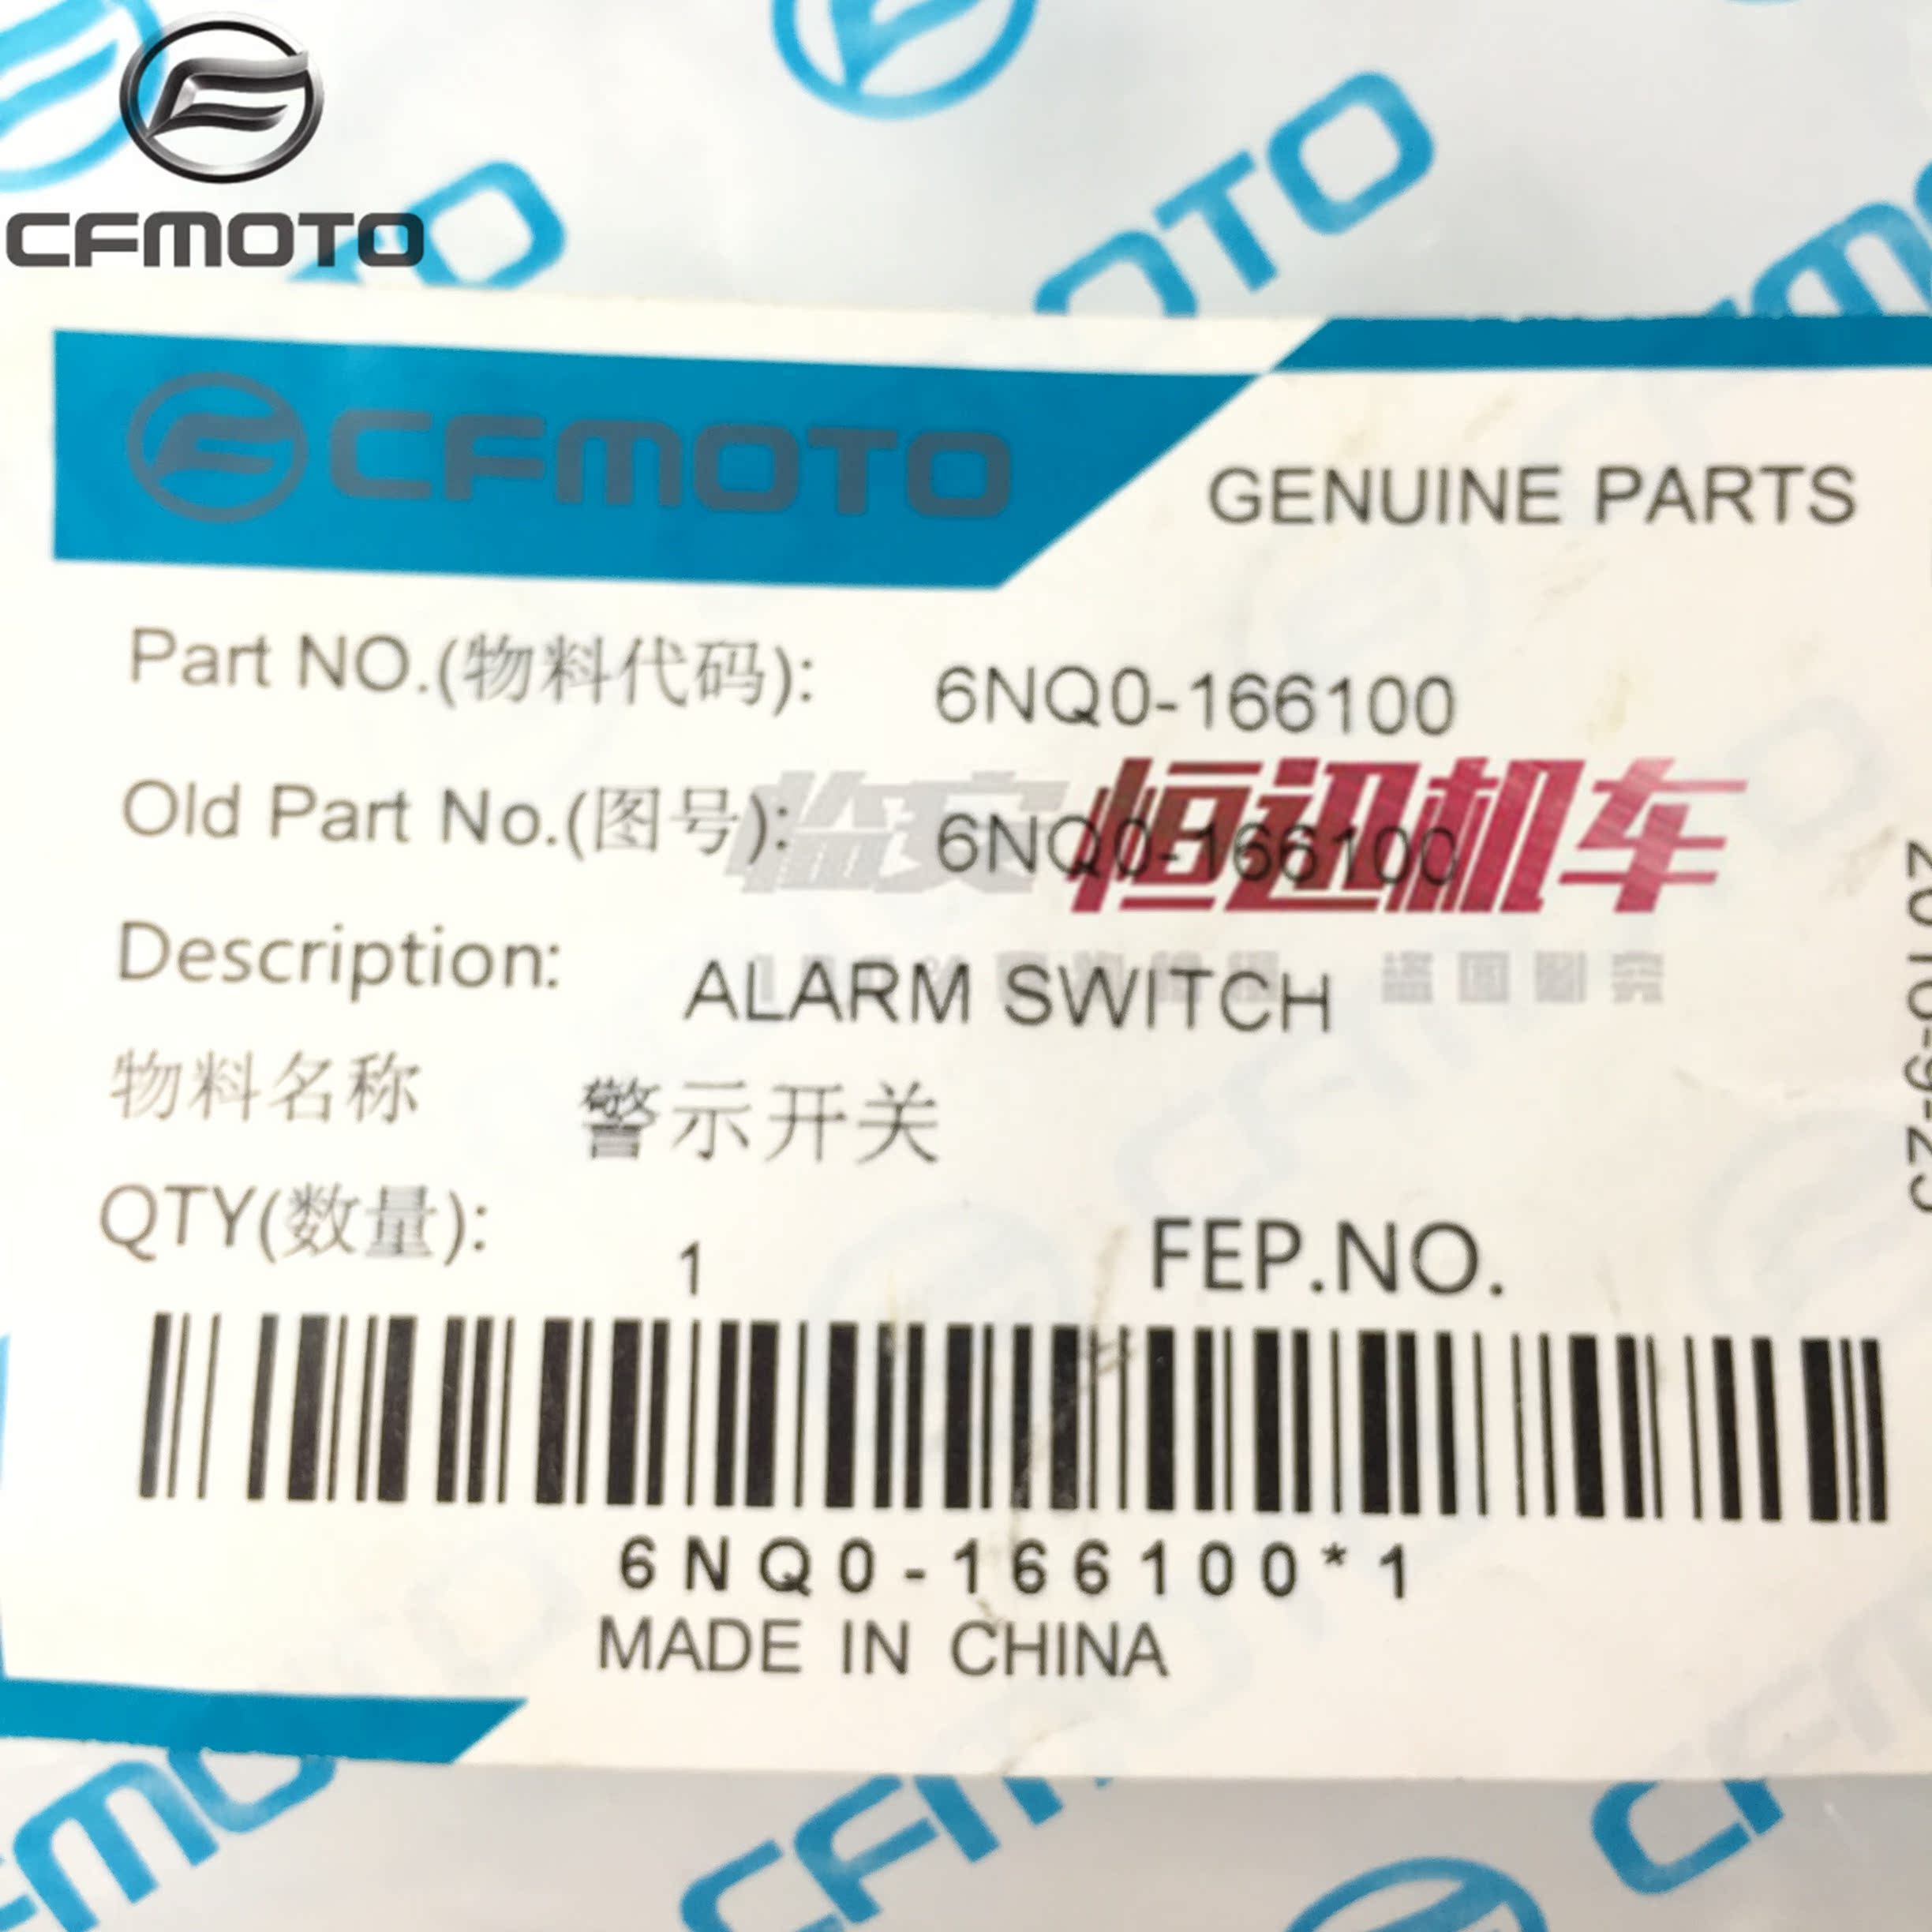 CFMOTO
CFMOTO
GENUINE PARTS
Part NO.(物料代码): 6NQ0-166100
Old Part No.(图号): 6NQ0-166100
临安恒迅机车
Description: ALARM SWITCH
物料名称 警示开关
QTY(数量): 1 FEP.NO.
6NQ0-166100*1
MADE IN CHINA